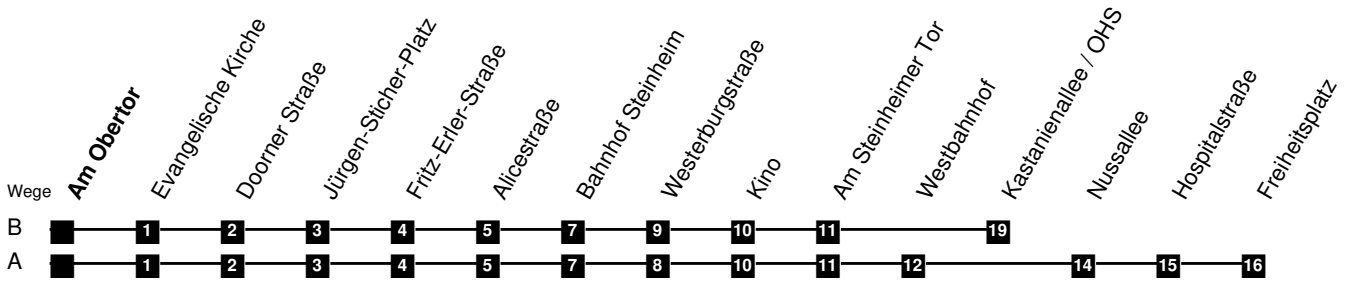 Am Obertor
Evangelische Kirche
Doorner Straße
Jürgen-Sticher-Platz
Fritz-Erler-Straße
Alicestraße
Bahnhof Steinheim
Westerburgstraße
Kino
Am Steinheimer Tor
Westbahnhof
Kastanienallee / OHS
Nussallee
Hospitalstraße
Freiheitsplatz
Wege
B 1 2 3 4 5 7 9 10 11 19
A 1 2 3 4 5 7 8 10 11 12 14 15 16